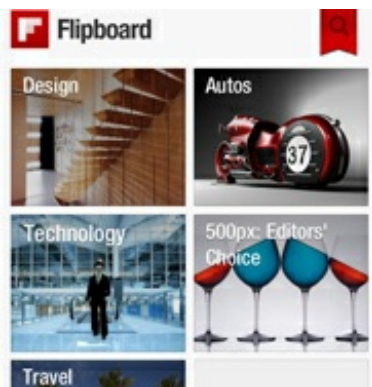 Flipboard
Design
Autos
37
Technology
500px: Editors'
Choice
Travel